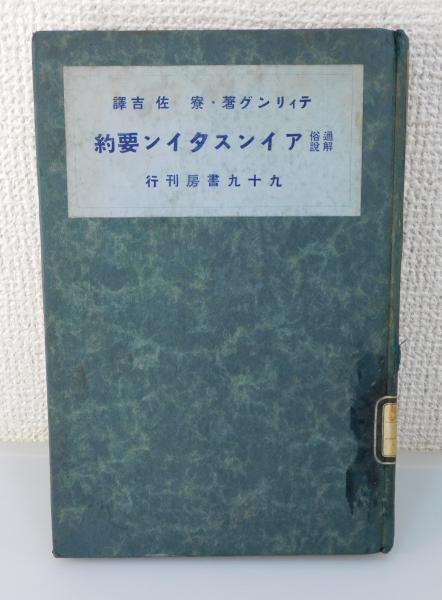 ティリング著・寮 佐吉譯
通俗解說 アインスタイン要約
九十九書房刊行